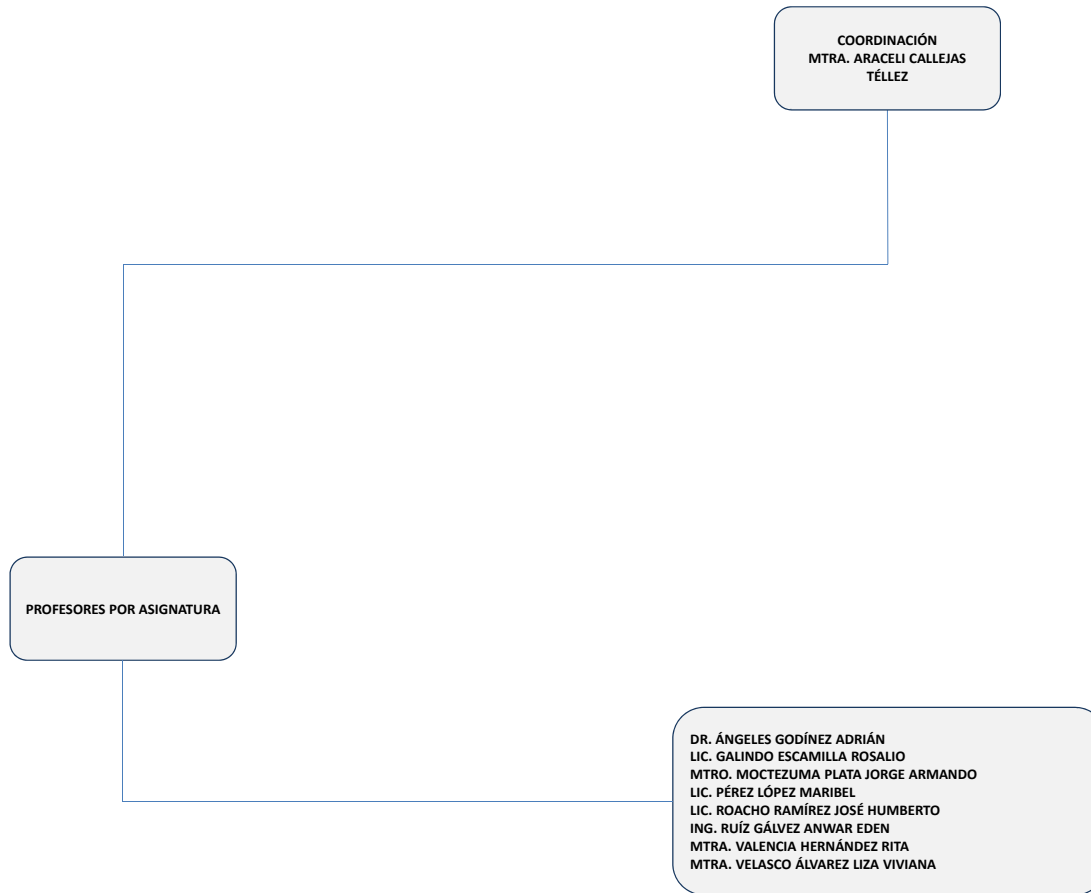 COORDINACIÓN
MTRA. ARACELI CALLEJAS
TÉLLEZ
PROFESORES POR ASIGNATURA
DR. ÁNGELES GODÍNEZ ADRIÁN
LIC. GALINDO ESCAMILLA ROSALIO
MTRO. MOCTEZUMA PLATA JORGE ARMANDO
LIC. PÉREZ LÓPEZ MARIBEL
LIC. ROACHO RAMÍREZ JOSÉ HUMBERTO
ING. RUÍZ GÁLVEZ ANWAR EDEN
MTRA. VALENCIA HERNÁNDEZ RITA
MTRA. VELASCO ÁLVAREZ LIZA VIVIANA